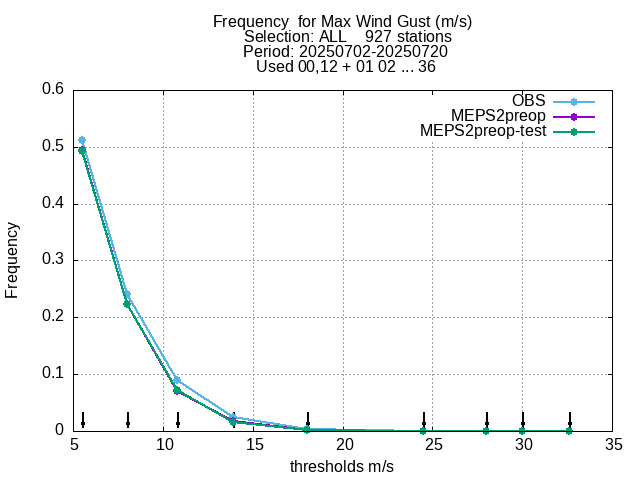 Frequency  for Max Wind Gust (m/s)
Selection: ALL    927 stations
Period: 20250702-20250720
Used 00,12 + 01 02 ... 36
OBS
MEPS2preop
MEPS2preop-test
Frequency
0.6
0.5
0.4
0.3
0.2
0.1
0
5 10 15 20 25 30 35
thresholds m/s